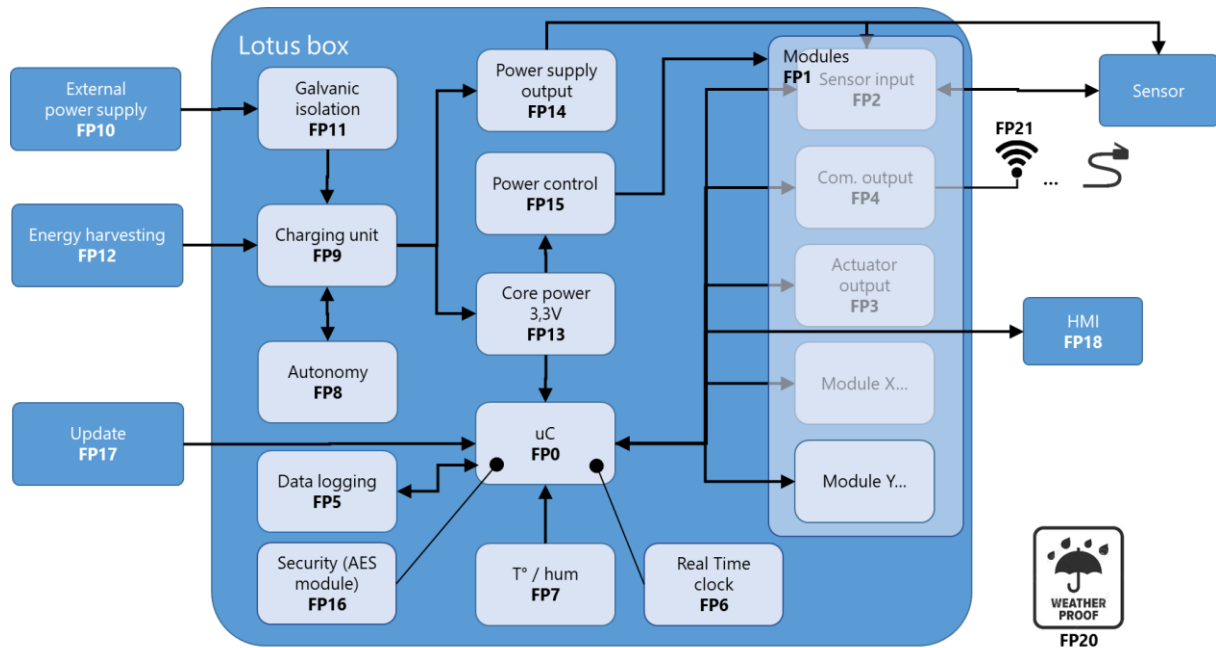 Lotus box
External
power supply
FP10
Galvanic
isolation
FP11
Power supply
output
FP14
Modules
FP1
Sensor input
FP2
Sensor
FP21
...
Energy harvesting
FP12
Charging unit
FP9
Power control
FP15
Com. output
FP4
Core power
3,3V
FP13
Actuator
output
FP3
HMI
FP18
Autonomy
FP8
Module X...
Update
FP17
uC
FP0
Data logging
FP5
Module Y...
Security (AES
module)
FP16
T° / hum
FP7
Real Time
clock
FP6
WEATHER
PROOF
FP20